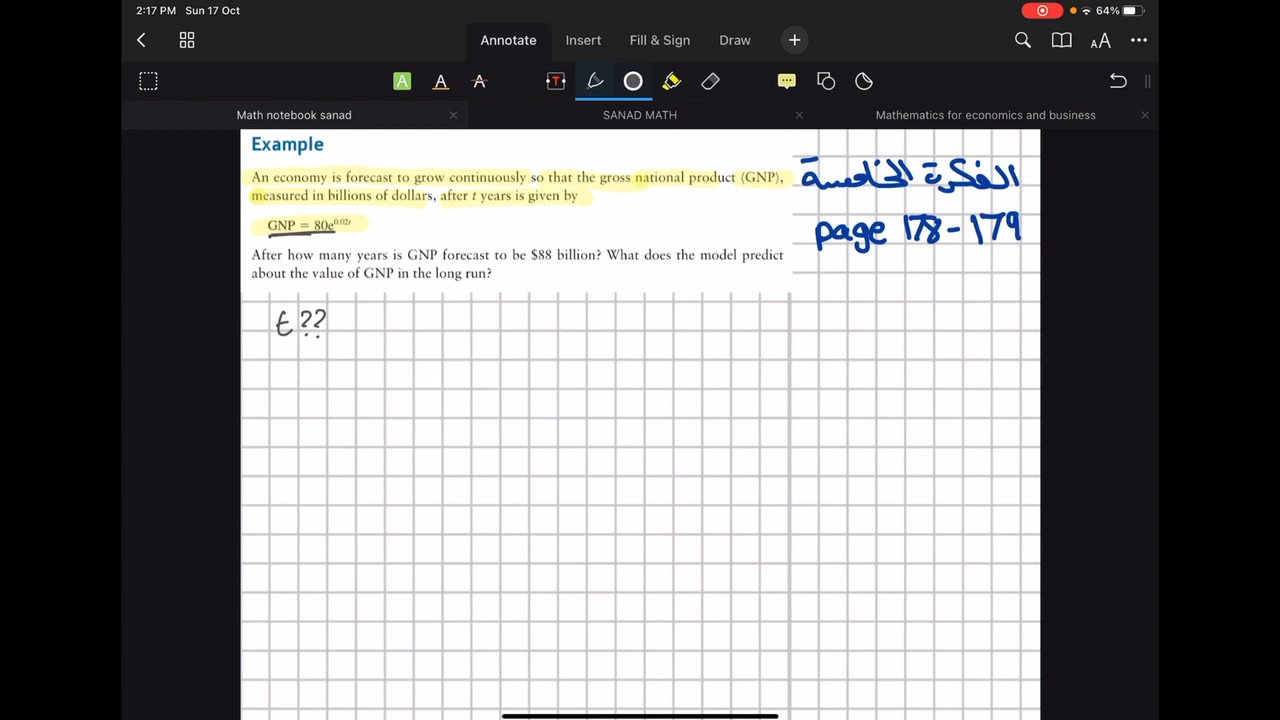 2:17 PM Sun 17 Oct
64%
Annotate Insert Fill & Sign Draw
AA
A A A T
Math notebook sanad SANAD MATH Mathematics for economics and business
Example
An economy is forecast to grow continuously so that the gross national product (GNP),
measured in billions of dollars, after t years is given by
GNP = 80e^0.02t
After how many years is GNP forecast to be $88 billion? What does the model predict
about the value of GNP in the long run?
الفكرة الخامسة
page 178-179
t??